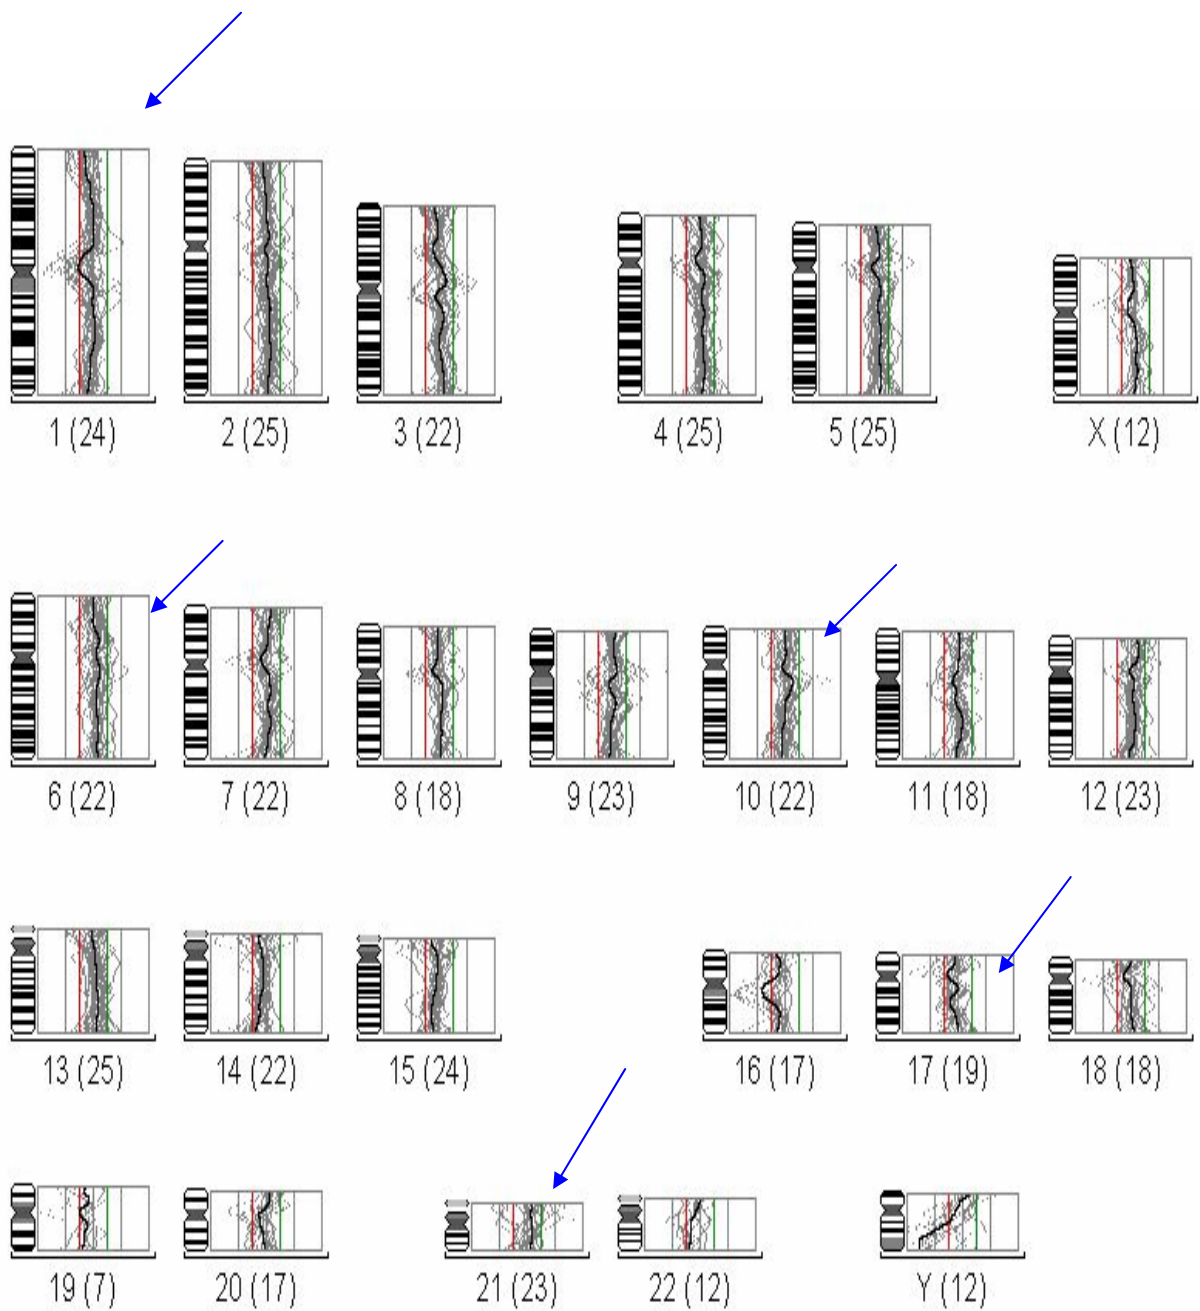 1 (24) 2 (25) 3 (22) 4 (25) 5 (25) X (12)
6 (22) 7 (22) 8 (18) 9 (23) 10 (22) 11 (18) 12 (23)
13 (25) 14 (22) 15 (24) 16 (17) 17 (19) 18 (18)
19 (7) 20 (17) 21 (23) 22 (12) Y (12)